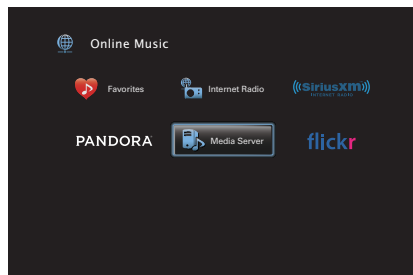 Online Music
Favorites
Internet Radio
((SiriusXM))
INTERNET RADIO
PANDORA
Media Server
flickr